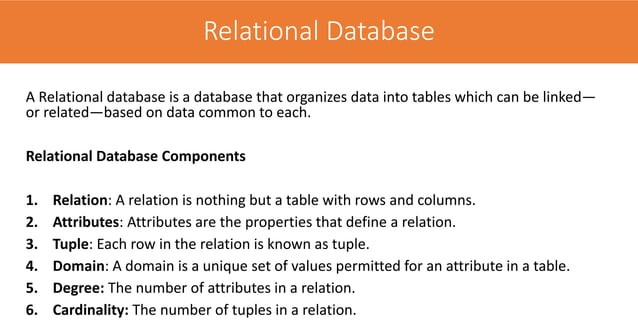 Relational Database
A Relational database is a database that organizes data into tables which can be linked—
or related—based on data common to each.
Relational Database Components
1. Relation: A relation is nothing but a table with rows and columns.
2. Attributes: Attributes are the properties that define a relation.
3. Tuple: Each row in the relation is known as tuple.
4. Domain: A domain is a unique set of values permitted for an attribute in a table.
5. Degree: The number of attributes in a relation.
6. Cardinality: The number of tuples in a relation.